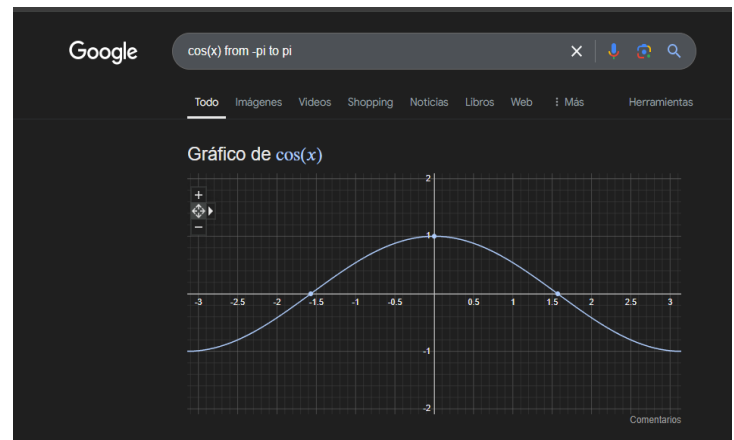 Google
cos(x) from -pi to pi
Todo Imágenes Videos Shopping Noticias Libros Web Más Herramientas
Gráfico de cos(x)
2
1
-3 -2.5 -2 -1.5 -1 -0.5 0.5 1 1.5 2 2.5 3
-1
-2
Comentarios